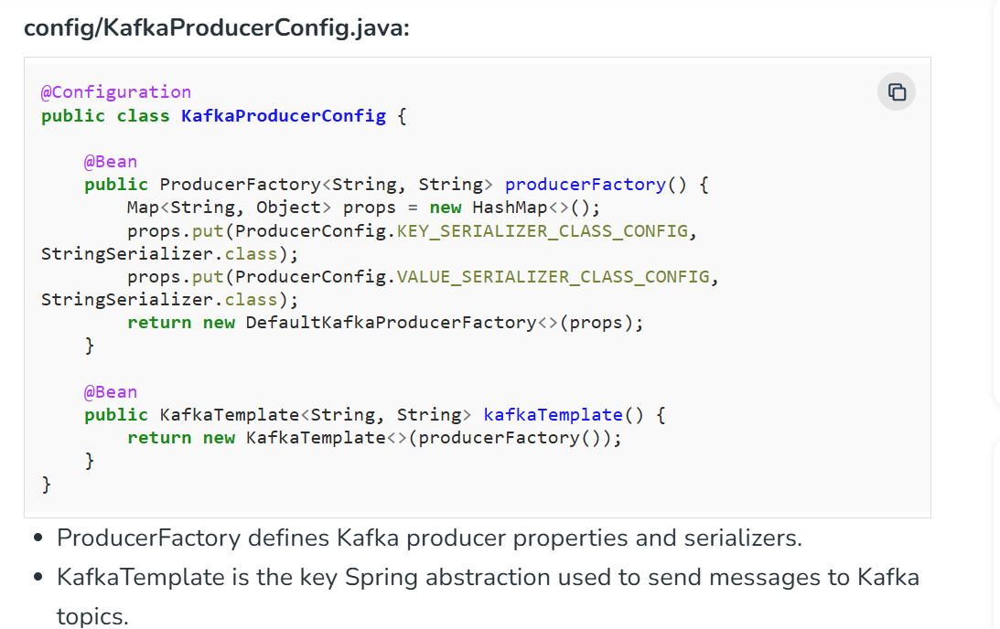 config/KafkaProducerConfig.java:
@Configuration
public class KafkaProducerConfig {
@Bean
public ProducerFactory<String, String> producerFactory() {
Map<String, Object> props = new HashMap<>();
props.put(ProducerConfig.KEY_SERIALIZER_CLASS_CONFIG,
StringSerializer.class);
props.put(ProducerConfig.VALUE_SERIALIZER_CLASS_CONFIG,
StringSerializer.class);
return new DefaultKafkaProducerFactory<>(props);
}
@Bean
public KafkaTemplate<String, String> kafkaTemplate() {
return new KafkaTemplate<>(producerFactory());
}
}
• ProducerFactory defines Kafka producer properties and serializers.
• KafkaTemplate is the key Spring abstraction used to send messages to Kafka
topics.